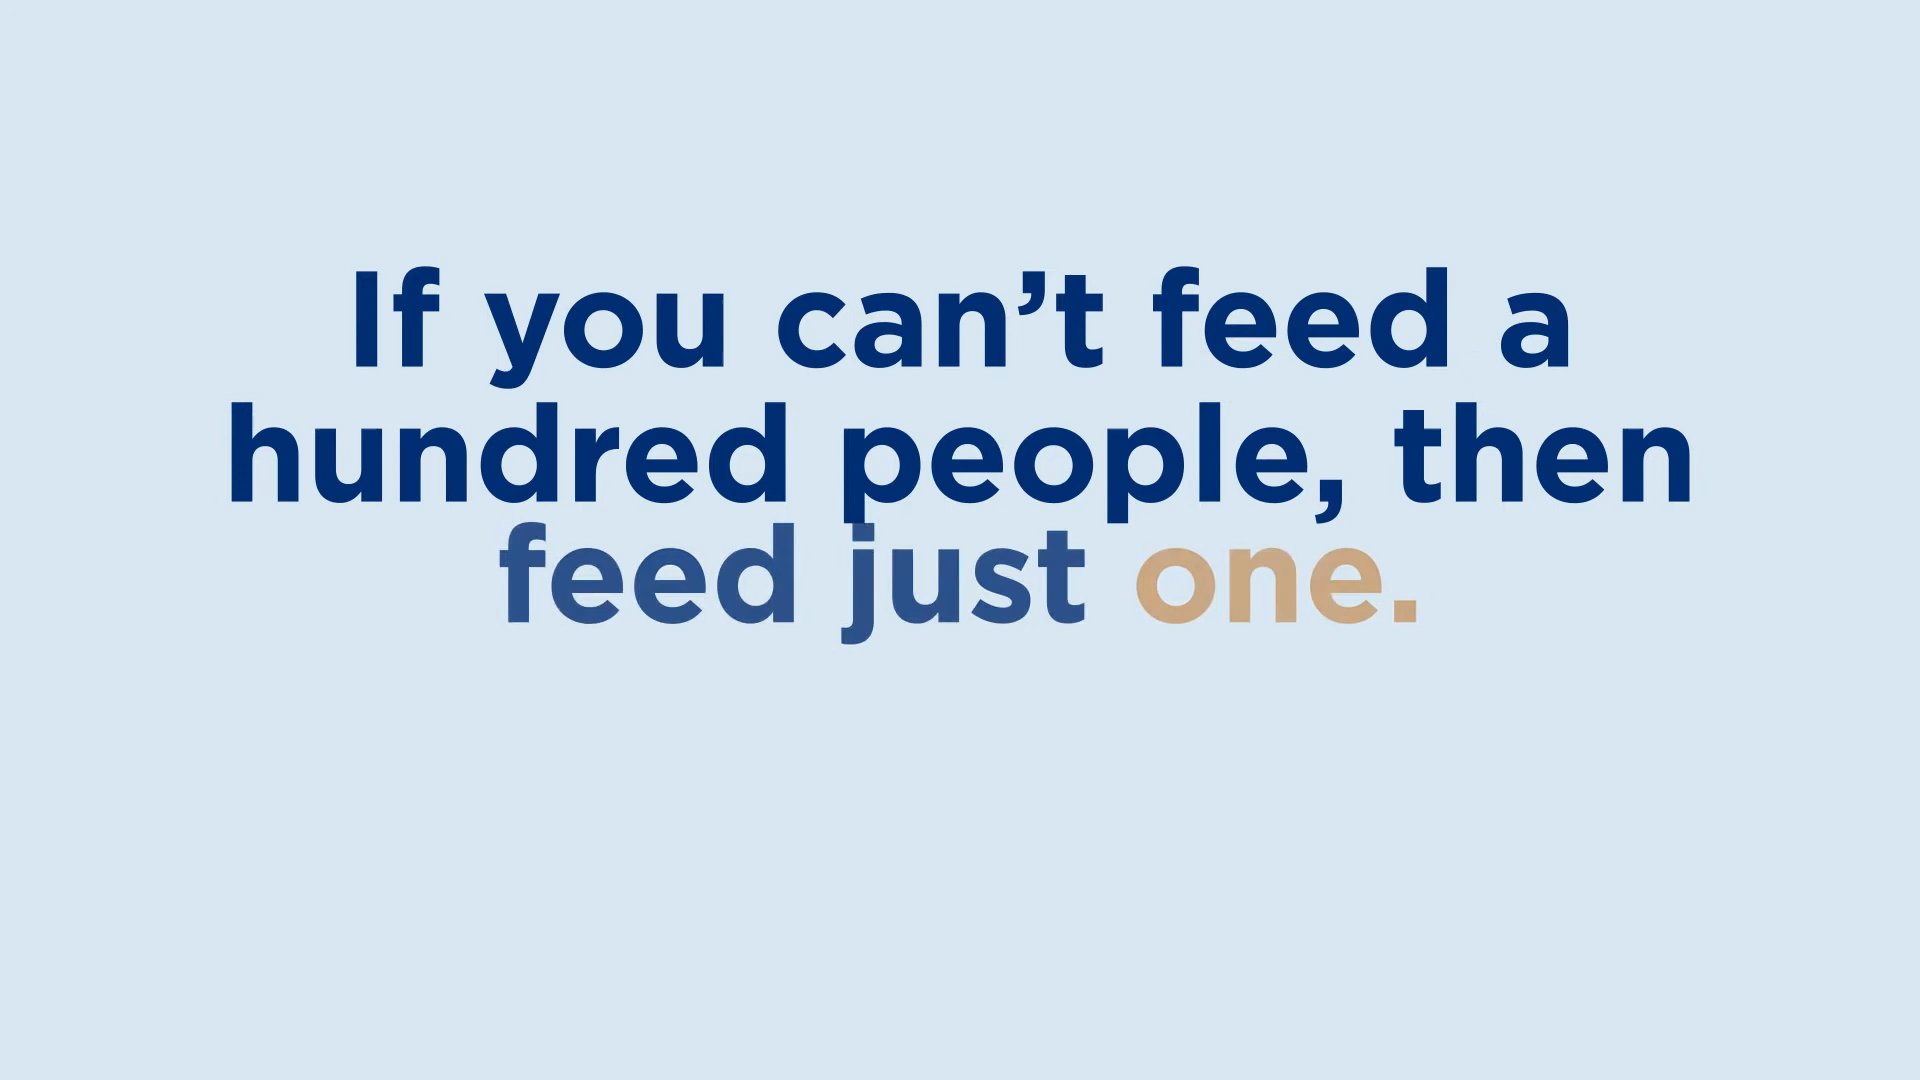 If you can’t feed a
hundred people, then
feed just one.